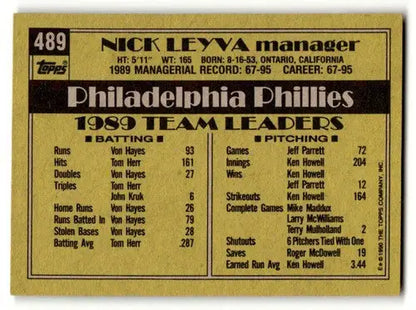 489
Topps
NICK LEYVA manager
HT: 5'11" WT: 165 BORN: 8-16-53, ONTARIO, CALIFORNIA
1989 MANAGERIAL RECORD: 67-95 CAREER: 67-95
Philadelphia Phillies
1989 TEAM LEADERS
BATTING
Runs Von Hayes 93
Hits Tom Herr 161
Doubles Von Hayes 27
Triples Tom Herr
John Kruk 6
Home Runs Von Hayes 26
Runs Batted In Von Hayes 79
Stolen Bases Von Hayes 28
Batting Avg Tom Herr .287
PITCHING
Games Jeff Parrett 72
Innings Ken Howell 204
Wins Ken Howell
Jeff Parrett 12
Strikeouts Ken Howell 164
Complete Games Mike Maddux
Larry McWilliams
Terry Mulholland 2
Shutouts 6 Pitchers Tied With One
Saves Roger McDowell 19
Earned Run Avg Ken Howell 3.44
© 1990 THE TOPPS COMPANY, INC.